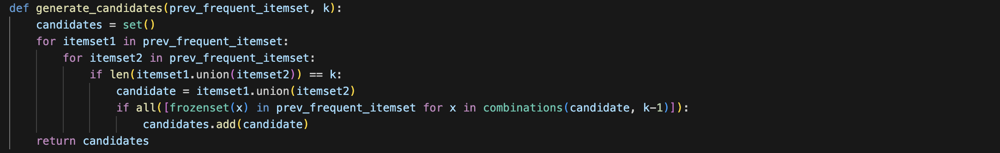 def generate_candidates(prev_frequent_itemset, k):
    candidates = set()
    for itemset1 in prev_frequent_itemset:
        for itemset2 in prev_frequent_itemset:
            if len(itemset1.union(itemset2)) == k:
                candidate = itemset1.union(itemset2)
                if all([frozenset(x) in prev_frequent_itemset for x in combinations(candidate, k-1)]):
                    candidates.add(candidate)
    return candidates